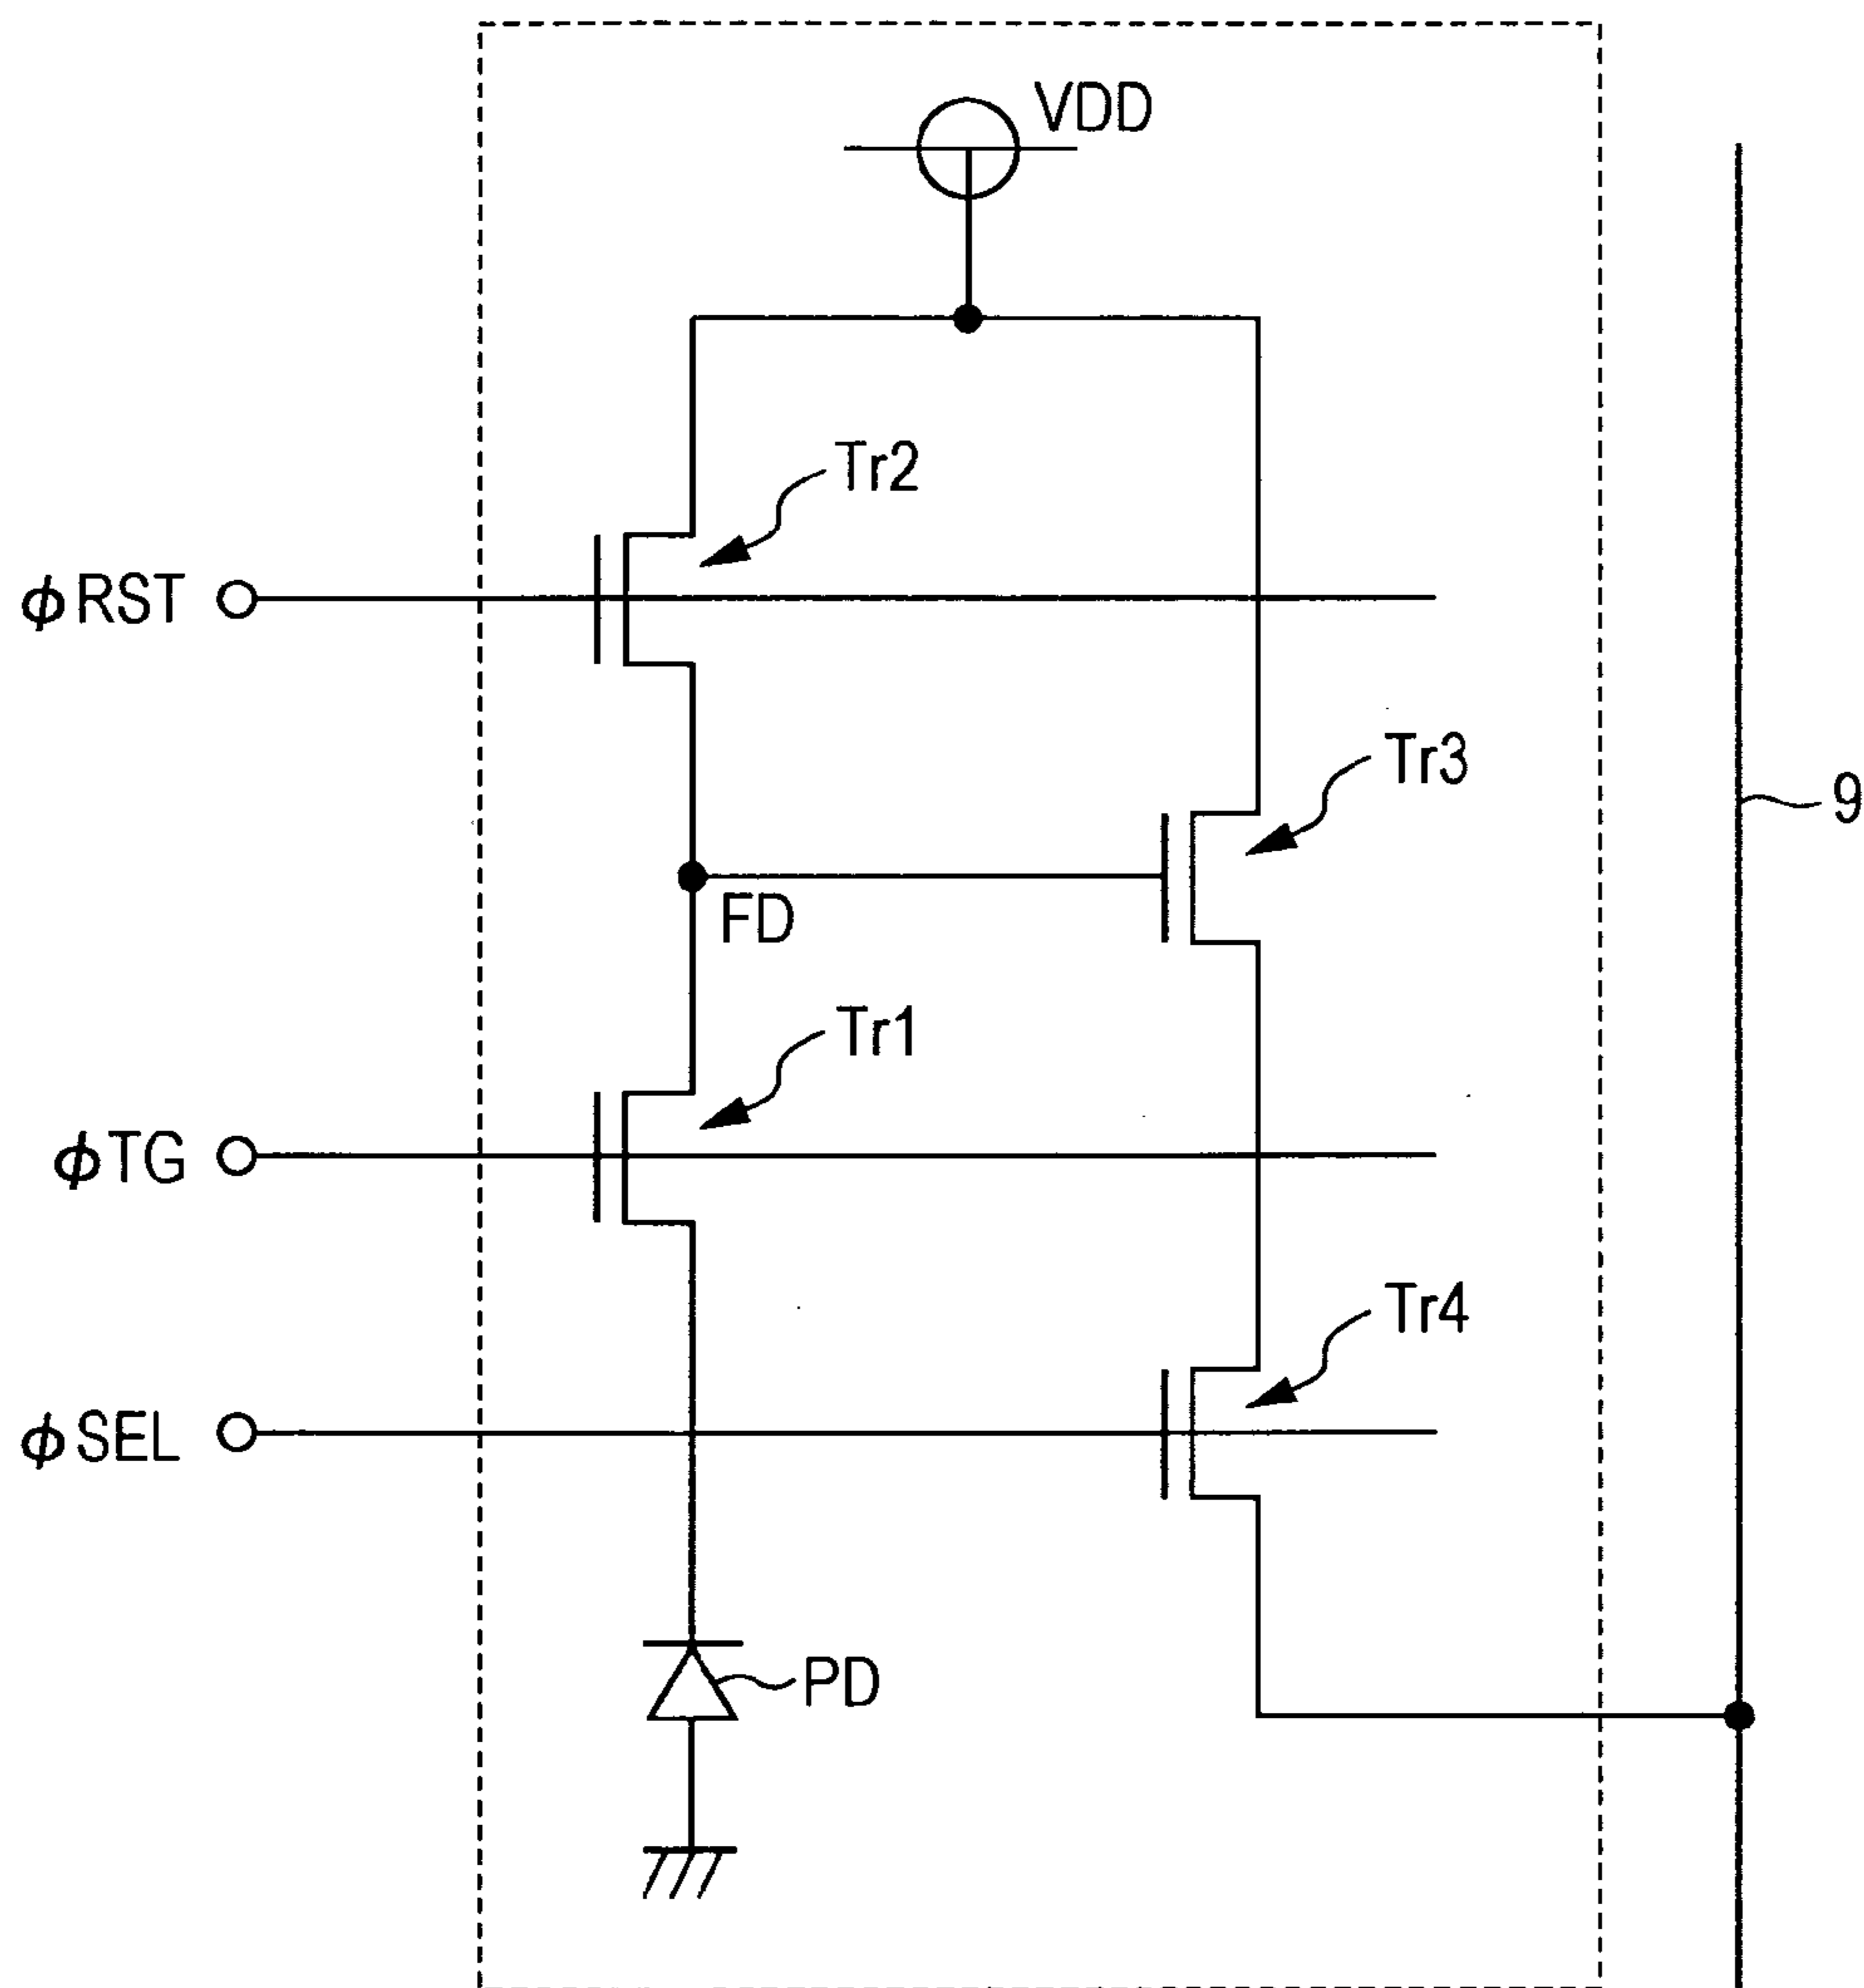 VDD
Tr2
ϕRST
Tr3
9
FD
Tr1
ϕTG
Tr4
ϕSEL
PD